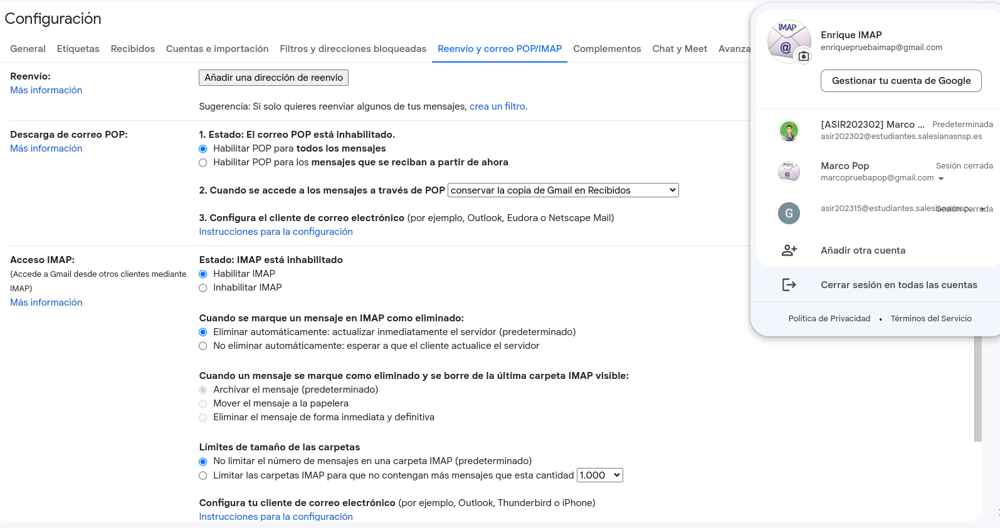 Configuración
General Etiquetas Recibidos Cuentas e importación Filtros y direcciones bloqueadas Reenvío y correo POP/IMAP Complementos Chat y Meet Avanza
Reenvío:
Más información
Añadir una dirección de reenvío
Sugerencia: Si solo quieres reenviar algunos de tus mensajes, crea un filtro.
Descarga de correo POP:
Más información
1. Estado: El correo POP está inhabilitado.
Habilitar POP para todos los mensajes
Habilitar POP para los mensajes que se reciban a partir de ahora
2. Cuando se accede a los mensajes a través de POP conservar la copia de Gmail en Recibidos
3. Configura el cliente de correo electrónico (por ejemplo, Outlook, Eudora o Netscape Mail)
Instrucciones para la configuración
Acceso IMAP:
(Accede a Gmail desde otros clientes mediante
IMAP)
Más información
Estado: IMAP está inhabilitado
Habilitar IMAP
Inhabilitar IMAP
Cuando se marque un mensaje en IMAP como eliminado:
Eliminar automáticamente: actualizar inmediatamente el servidor (predeterminado)
No eliminar automáticamente: esperar a que el cliente actualice el servidor
Cuando un mensaje se marque como eliminado y se borre de la última carpeta IMAP visible:
Archivar el mensaje (predeterminado)
Mover el mensaje a la papelera
Eliminar el mensaje de forma inmediata y definitiva
Límites de tamaño de las carpetas
No limitar el número de mensajes en una carpeta IMAP (predeterminado)
Limitar las carpetas IMAP para que no contengan más mensajes que esta cantidad 1.000
Configura tu cliente de correo electrónico (por ejemplo, Outlook, Thunderbird o iPhone)
Instrucciones para la configuración
IMAP
@
Enrique IMAP
enriquepruebaimap@gmail.com
Gestionar tu cuenta de Google
[ASIR202302] Marco ... Predeterminada
asir202302@estudiantes.salesianasnsp.es
POP3
@
Marco Pop Sesión cerrada
marcopruebapop@gmail.com
G
asir202315@estudiantes.salesianasnsp... Sesión cerrada
Añadir otra cuenta
Cerrar sesión en todas las cuentas
Política de Privacidad • Términos del Servicio